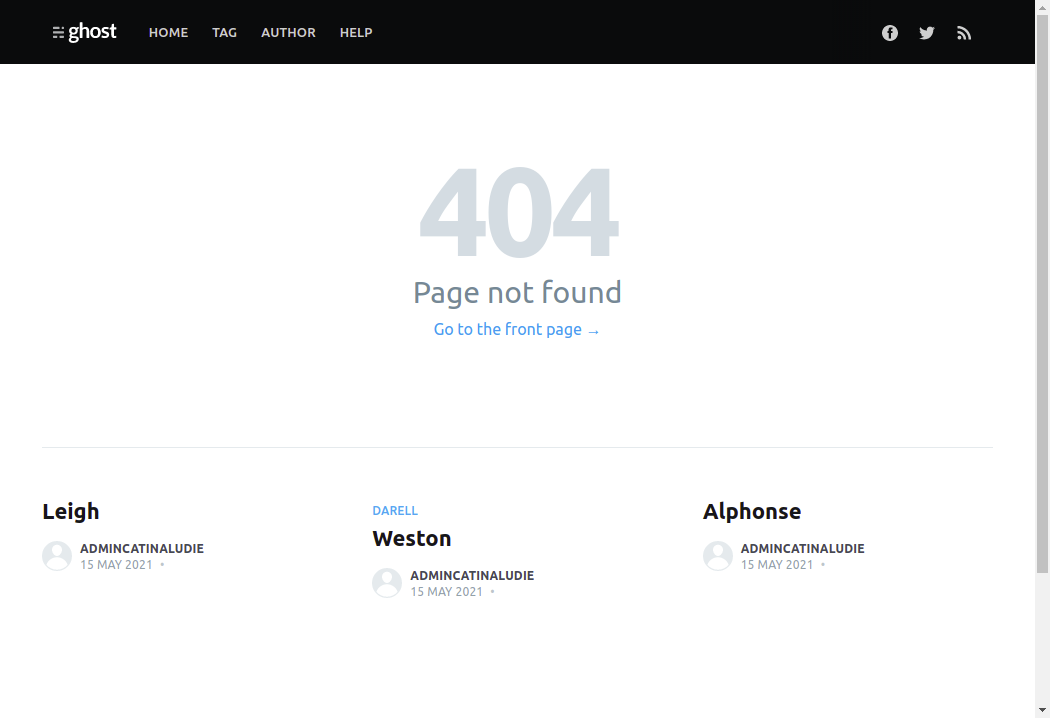 ghost HOME TAG AUTHOR HELP
404
Page not found
Go to the front page →
Leigh
ADMINCATINALUDIE
15 MAY 2021 •
DARELL
Weston
ADMINCATINALUDIE
15 MAY 2021 •
Alphonse
ADMINCATINALUDIE
15 MAY 2021 •